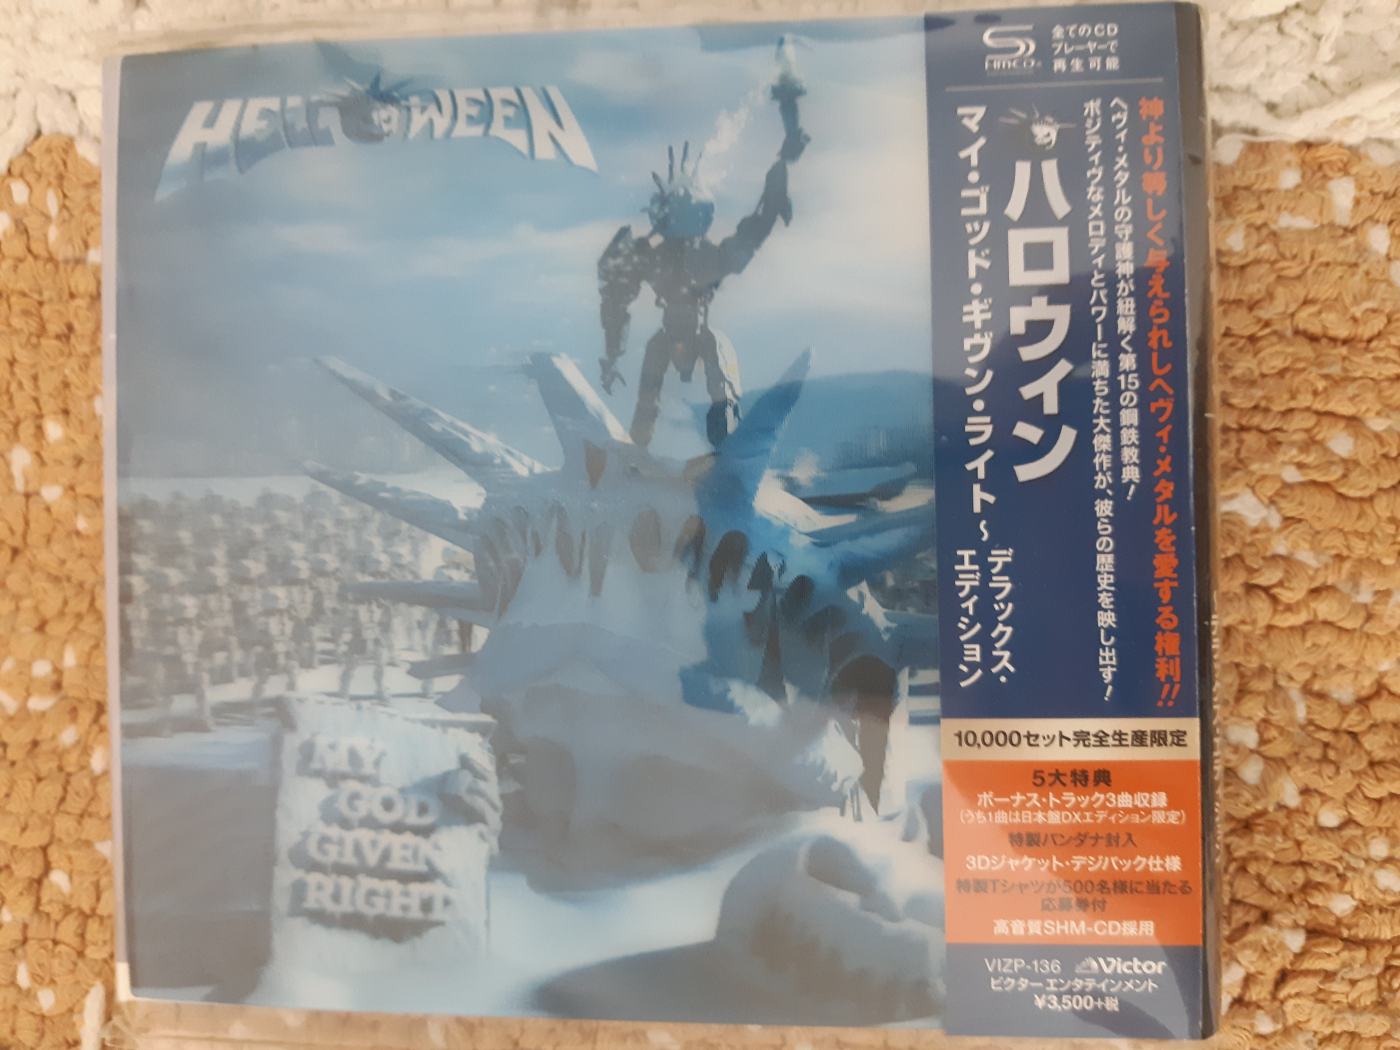 HELLOWEEN
MY
GOD
GIVEN
RIGHT
SHM-CD
全てのCD
プレーヤーで
再生可能
神より等しく与えられしヘヴィ・メタルを愛する権利!!
ヘヴィ・メタルの守護神が紐解く第15の鋼鉄教典!
ポジティヴなメロディとパワーに満ちた大傑作が、彼らの歴史を映し出す!
ハロウィン
マイ・ゴッド・ギヴン・ライト〜
デラックス・
エディション
10,000セット完全生産限定
5大特典
ボーナス・トラック3曲収録
(うち1曲は日本盤DXエディション限定)
特製バンダナ封入
3Dジャケット・デジパック仕様
特製Tシャツが500名様に当たる
応募券付
高音質SHM-CD採用
VIZP-136 Victor
ビクターエンタテインメント
¥3,500+税